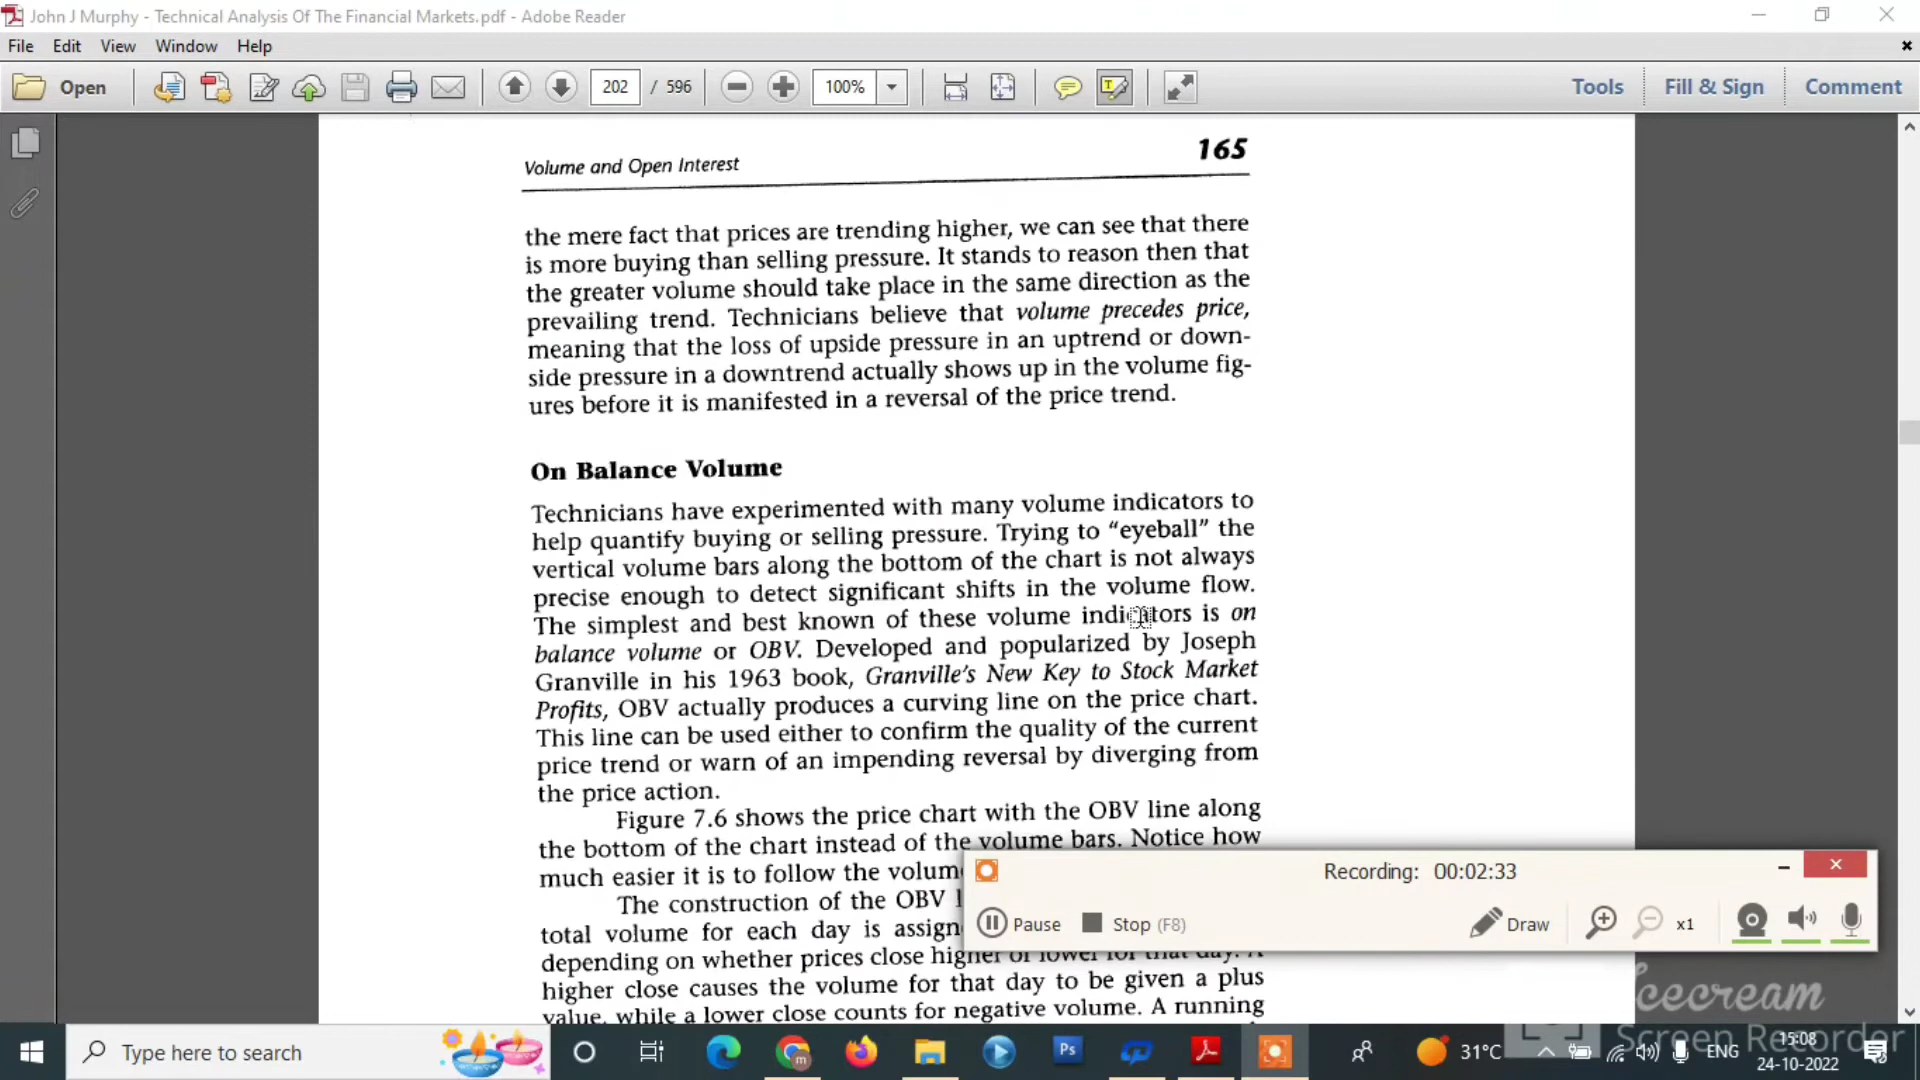 John J Murphy - Technical Analysis Of The Financial Markets.pdf - Adobe Reader
File Edit View Window Help
Open 202 / 596 100% Tools Fill & Sign Comment
Volume and Open Interest 165
the mere fact that prices are trending higher, we can see that there
is more buying than selling pressure. It stands to reason then that
the greater volume should take place in the same direction as the
prevailing trend. Technicians believe that volume precedes price,
meaning that the loss of upside pressure in an uptrend or down-
side pressure in a downtrend actually shows up in the volume fig-
ures before it is manifested in a reversal of the price trend.
On Balance Volume
Technicians have experimented with many volume indicators to
help quantify buying or selling pressure. Trying to “eyeball” the
vertical volume bars along the bottom of the chart is not always
precise enough to detect significant shifts in the volume flow.
The simplest and best known of these volume indicators is on
balance volume or OBV. Developed and popularized by Joseph
Granville in his 1963 book, Granville's New Key to Stock Market
Profits, OBV actually produces a curving line on the price chart.
This line can be used either to confirm the quality of the current
price trend or warn of an impending reversal by diverging from
the price action.
Figure 7.6 shows the price chart with the OBV line along
the bottom of the chart instead of the volume bars. Notice how
much easier it is to follow the volum
The construction of the OBV l
total volume for each day is assign
depending on whether prices close higher or lower for that day. A
higher close causes the volume for that day to be given a plus
value, while a lower close counts for negative volume. A running
Recording: 00:02:33
Pause Stop (F8) Draw x1
Icecream
Screen Recorder
Type here to search
Ps
31°C
ENG
15:08
24-10-2022